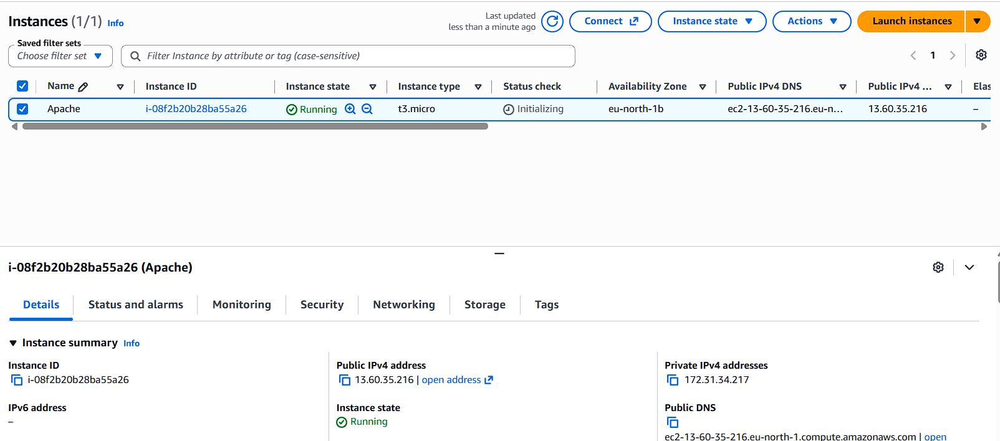 Instances (1/1) Info
Last updated
less than a minute ago
Connect
Instance state
Actions
Launch instances
Saved filter sets
Choose filter set
Filter Instance by attribute or tag (case-sensitive)
1
Name Instance ID Instance state Instance type Status check Availability Zone Public IPv4 DNS Public IPv4 ... Elas
Apache i-08f2b20b28ba55a26 Running t3.micro Initializing eu-north-1b ec2-13-60-35-216.eu-n... 13.60.35.216 –
i-08f2b20b28ba55a26 (Apache)
Details Status and alarms Monitoring Security Networking Storage Tags
Instance summary Info
Instance ID
i-08f2b20b28ba55a26
Public IPv4 address
13.60.35.216 | open address
Private IPv4 addresses
172.31.34.217
IPv6 address
–
Instance state
Running
Public DNS
ec2-13-60-35-216.eu-north-1.compute.amazonaws.com | open